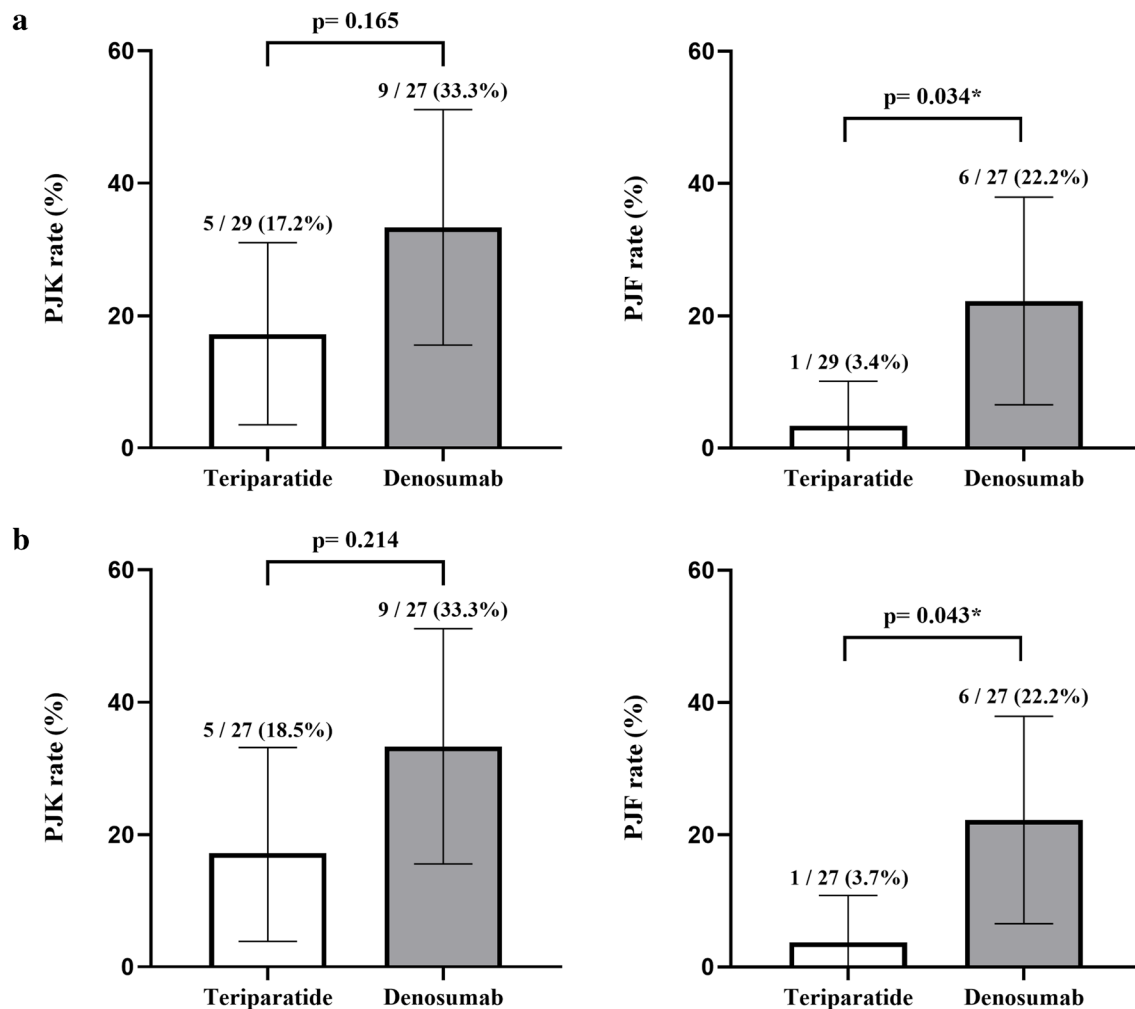 a
p= 0.165
60
40
20
0
PJK rate (%)
5 / 29 (17.2%)
9 / 27 (33.3%)
Teriparatide
Denosumab
p= 0.034*
60
40
20
0
PJF rate (%)
1 / 29 (3.4%)
6 / 27 (22.2%)
Teriparatide
Denosumab
b
p= 0.214
60
40
20
0
PJK rate (%)
5 / 27 (18.5%)
9 / 27 (33.3%)
Teriparatide
Denosumab
p= 0.043*
60
40
20
0
PJF rate (%)
1 / 27 (3.7%)
6 / 27 (22.2%)
Teriparatide
Denosumab